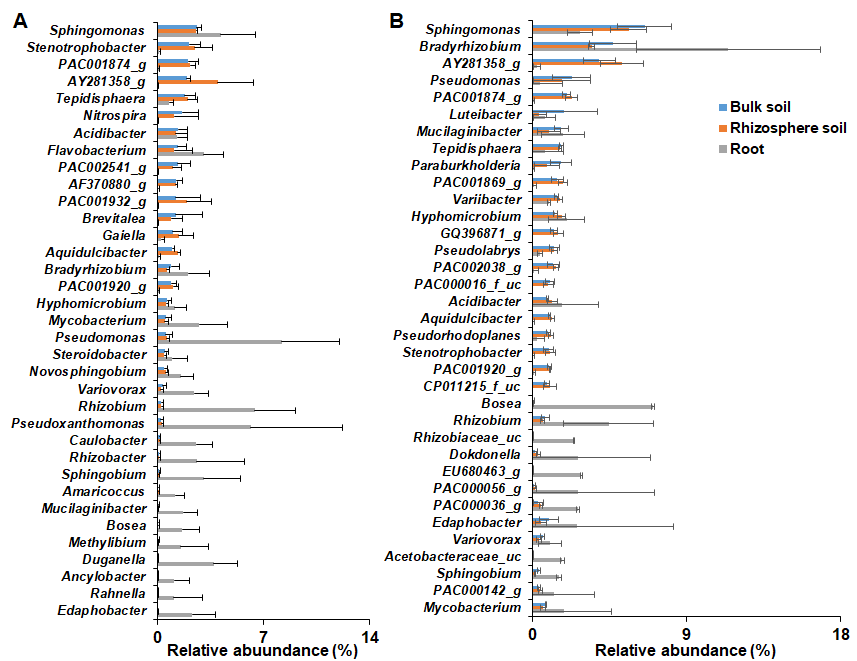 A
Sphingomonas
Stenotrophobacter
PAC001874_g
AY281358_g
Tepidisphaera
Nitrospira
Acidibacter
Flavobacterium
PAC002541_g
AF370880_g
PAC001932_g
Brevitalea
Gaiella
Aquidulcibacter
Bradyrhizobium
PAC001920_g
Hyphomicrobium
Mycobacterium
Pseudomonas
Steroidobacter
Novosphingobium
Variovorax
Rhizobium
Pseudoxanthomonas
Caulobacter
Rhizobacter
Sphingobium
Amaricoccus
Mucilaginibacter
Bosea
Methylibium
Duganella
Ancylobacter
Rahnella
Edaphobacter
0 7 14
Relative abuundance (%)
B
Sphingomonas
Bradyrhizobium
AY281358_g
Pseudomonas
PAC001874_g
Luteibacter
Mucilaginibacter
Tepidisphaera
Paraburkholderia
PAC001869_g
Variibacter
Hyphomicrobium
GQ396871_g
Pseudolabrys
PAC002038_g
PAC000016_f_uc
Acidibacter
Aquidulcibacter
Pseudorhodoplanes
Stenotrophobacter
PAC001920_g
CP011215_f_uc
Bosea
Rhizobium
Rhizobiaceae_uc
Dokdonella
EU680463_g
PAC000056_g
PAC000036_g
Edaphobacter
Variovorax
Acetobacteraceae_uc
Sphingobium
PAC000142_g
Mycobacterium
0 9 18
Relative abundance (%)
Bulk soil
Rhizosphere soil
Root